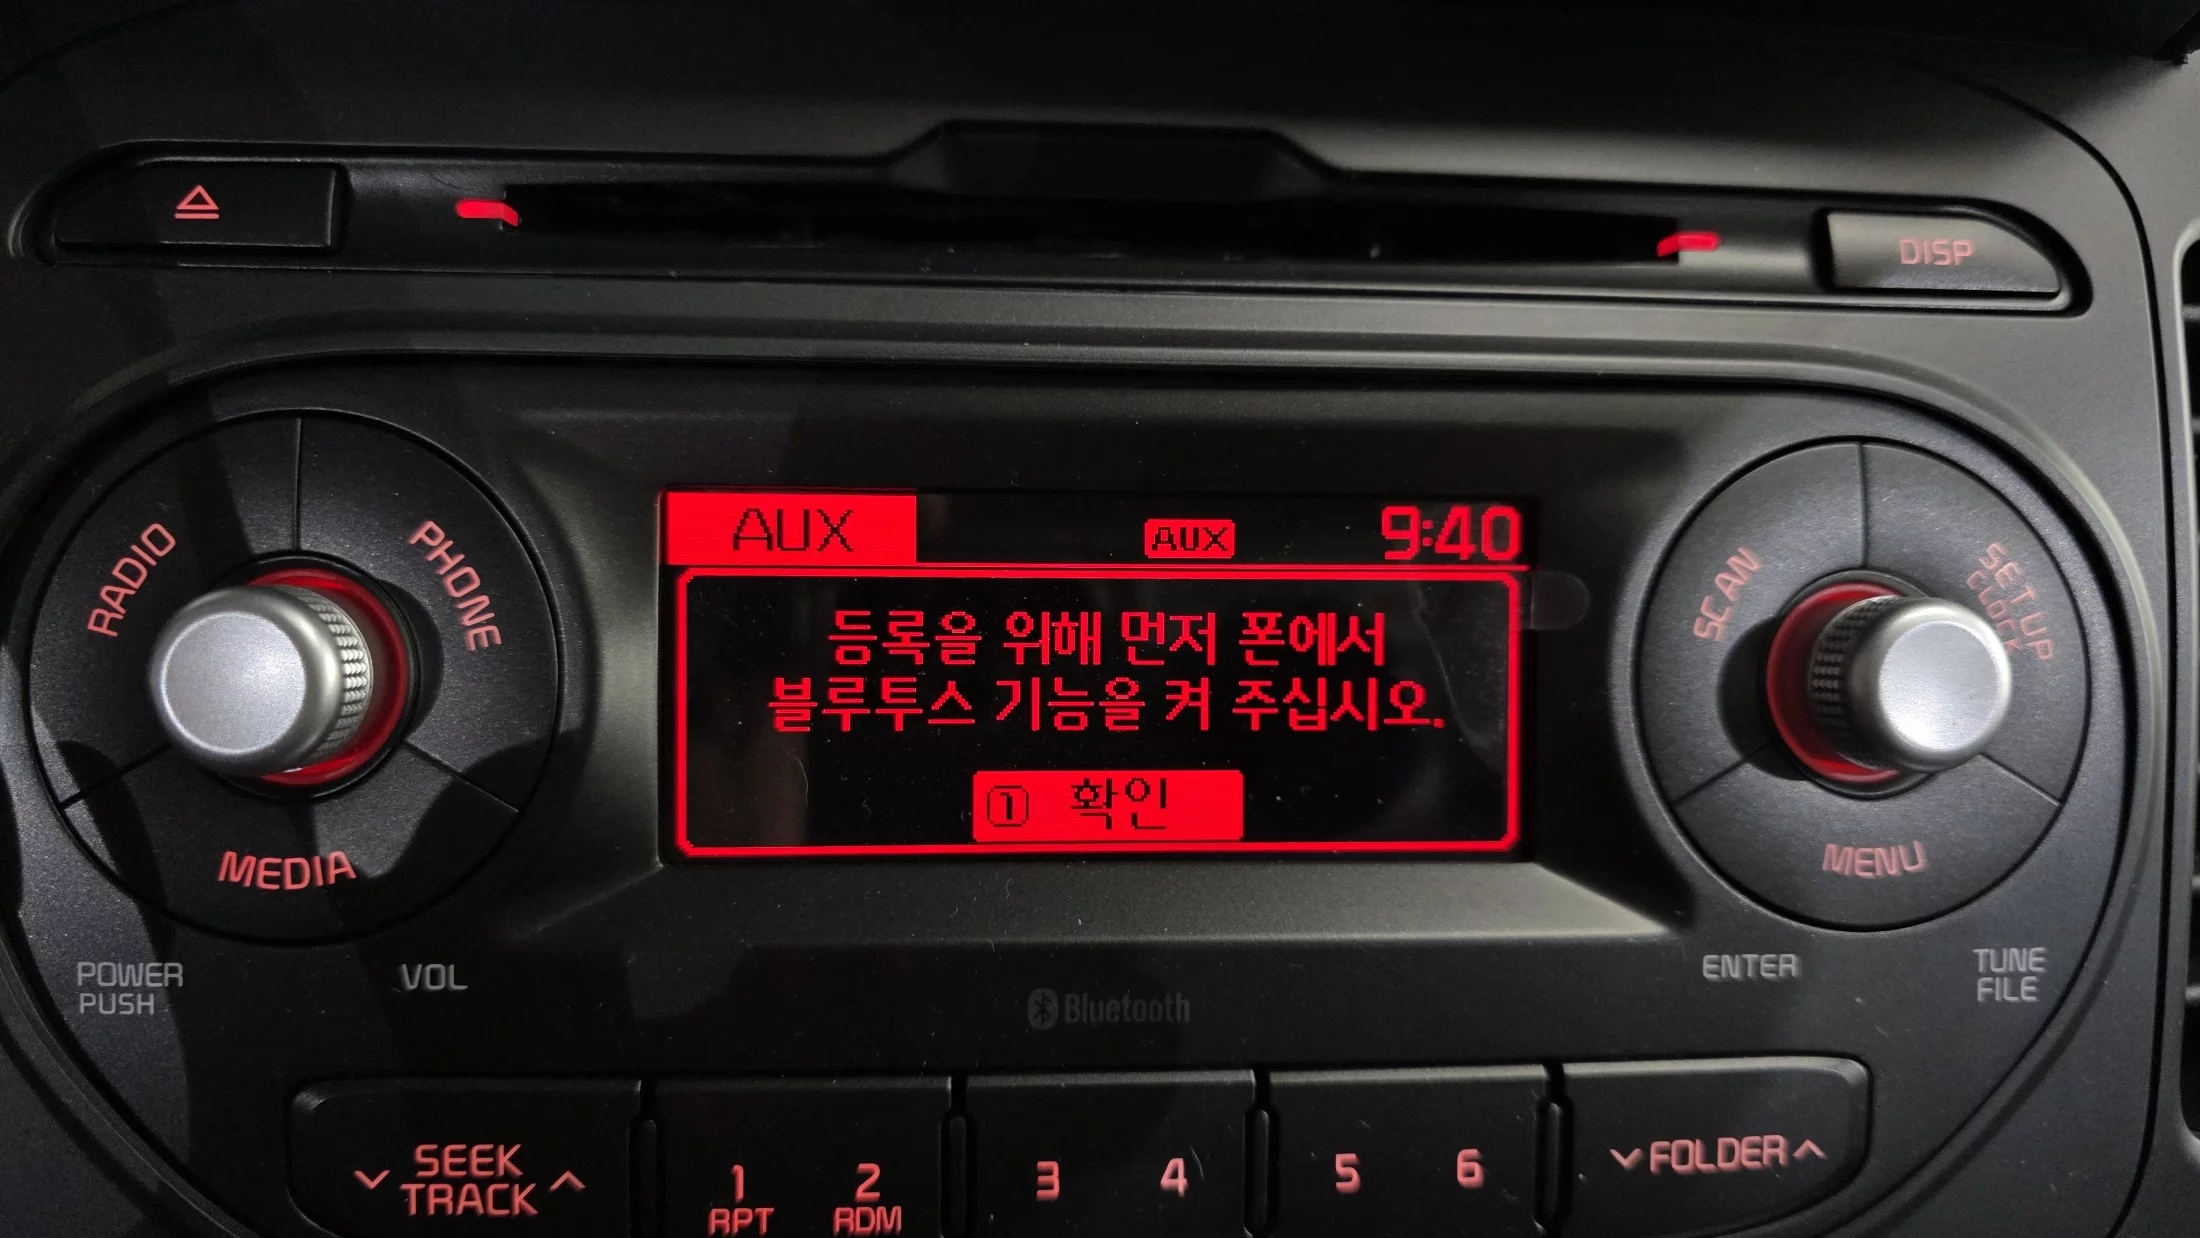 DISP
RADIO
PHONE
MEDIA
POWER
PUSH
VOL
AUX
AUX
9:40
등록을 위해 먼저 폰에서
블루투스 기능을 켜 주십시오.
1 확인
SCAN
SETUP
CLOCK
MENU
ENTER
TUNE
FILE
Bluetooth
SEEK
TRACK
1
RPT
2
RDM
3
4
5
6
FOLDER